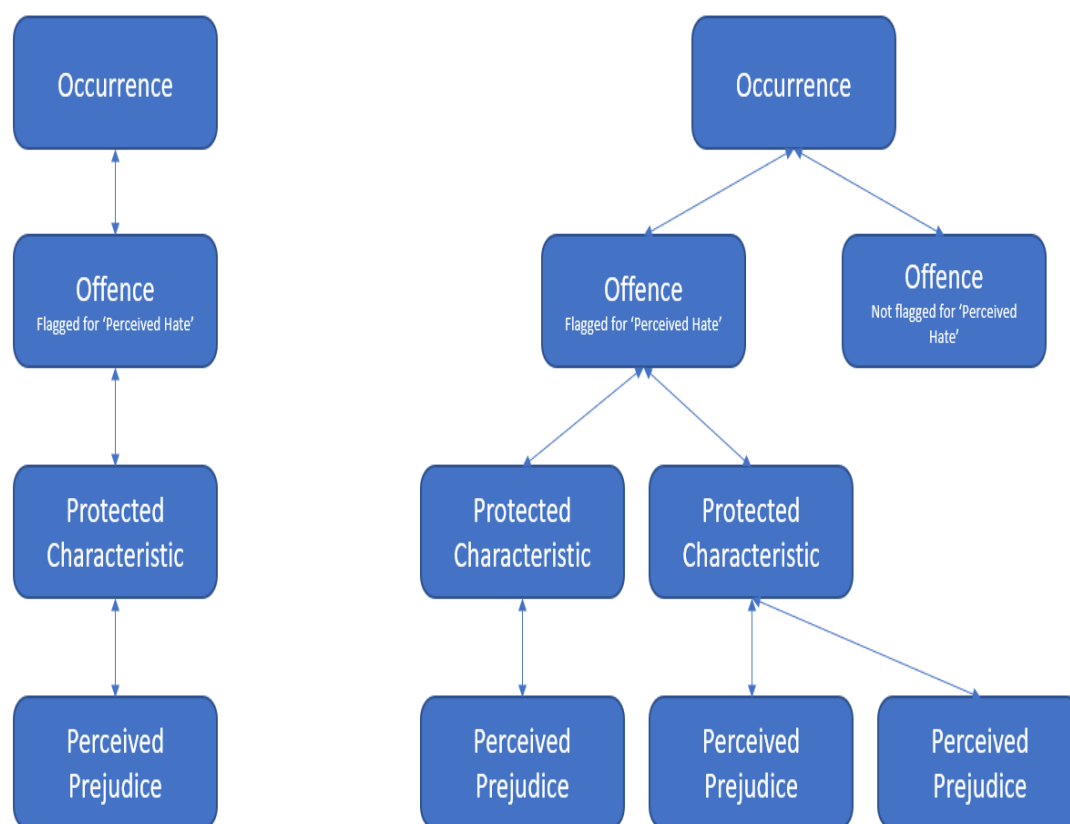 Occurrence
Occurrence
Offence
Flagged for ‘Perceived Hate’
Offence
Flagged for ‘Perceived Hate’
Offence
Not flagged for ‘Perceived
Hate’
Protected
Characteristic
Protected
Characteristic
Protected
Characteristic
Perceived
Prejudice
Perceived
Prejudice
Perceived
Prejudice
Perceived
Prejudice